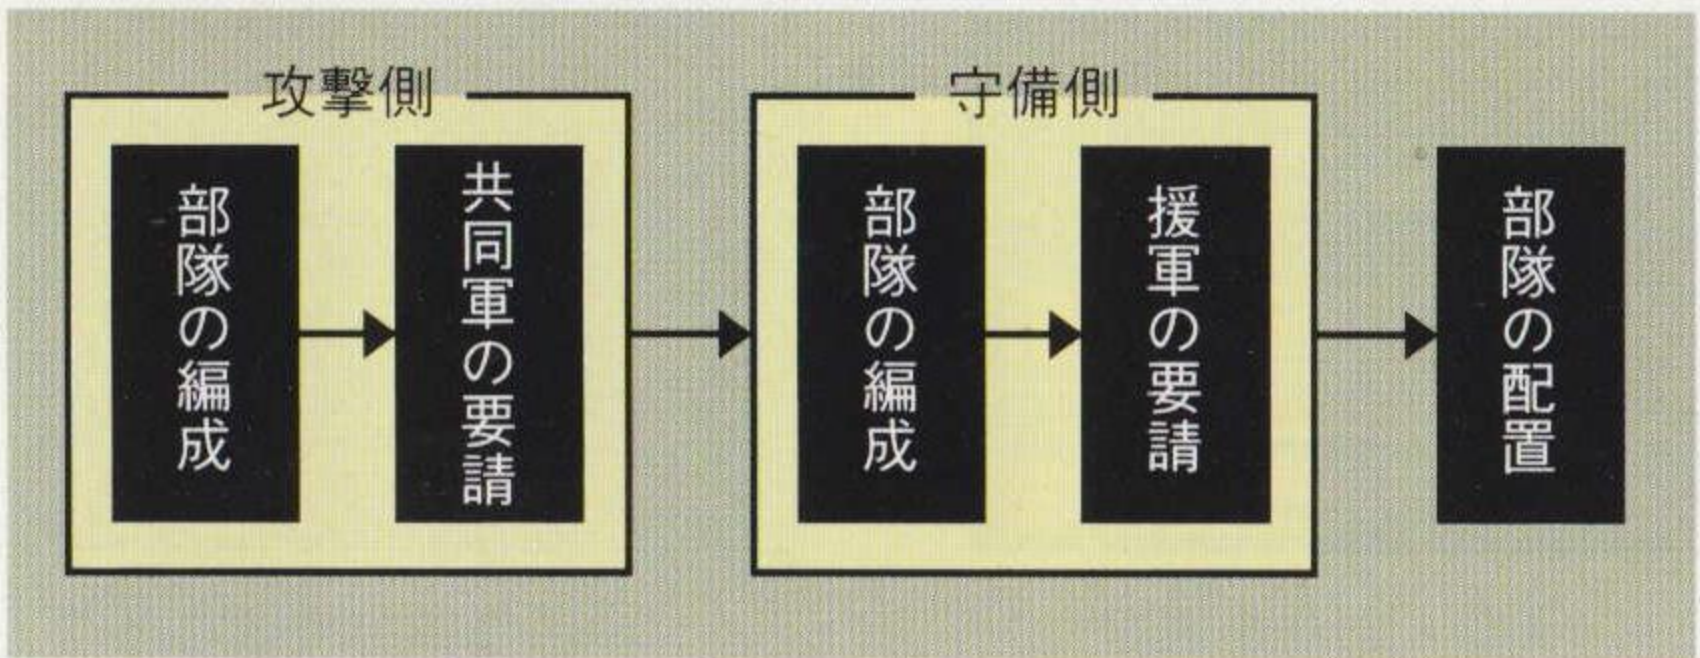 攻撃側
部隊の編成
共同軍の要請
守備側
部隊の編成
援軍の要請
部隊の配置